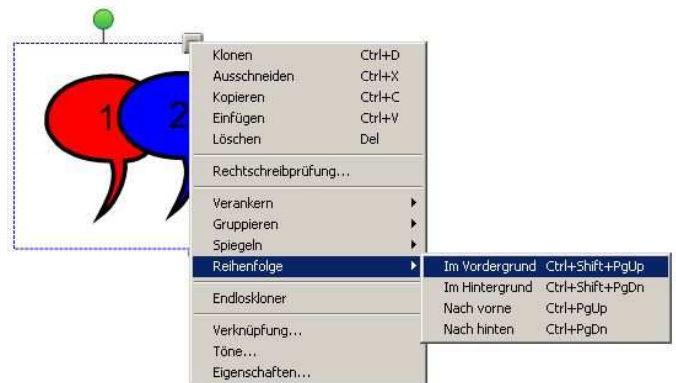 1 2
Klonen Ctrl+D
Ausschneiden Ctrl+X
Kopieren Ctrl+C
Einfügen Ctrl+V
Löschen Del
Rechtschreibprüfung...
Verankern
Gruppieren
Spiegeln
Reihenfolge
Im Vordergrund Ctrl+Shift+PgUp
Im Hintergrund Ctrl+Shift+PgDn
Nach vorne Ctrl+PgUp
Nach hinten Ctrl+PgDn
Endloskloner
Verknüpfung...
Töne...
Eigenschaften...